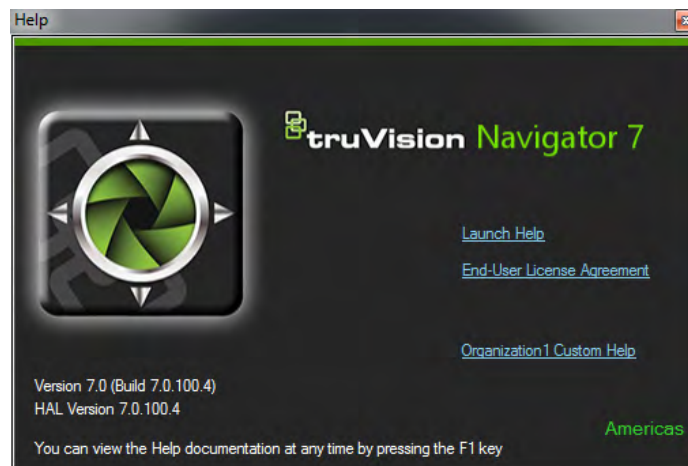 Help
truVision Navigator 7
Launch Help
End-User License Agreement
Organization1 Custom Help
Version 7.0 (Build 7.0.100.4)
HAL Version 7.0.100.4
Americas
You can view the Help documentation at any time by pressing the F1 key